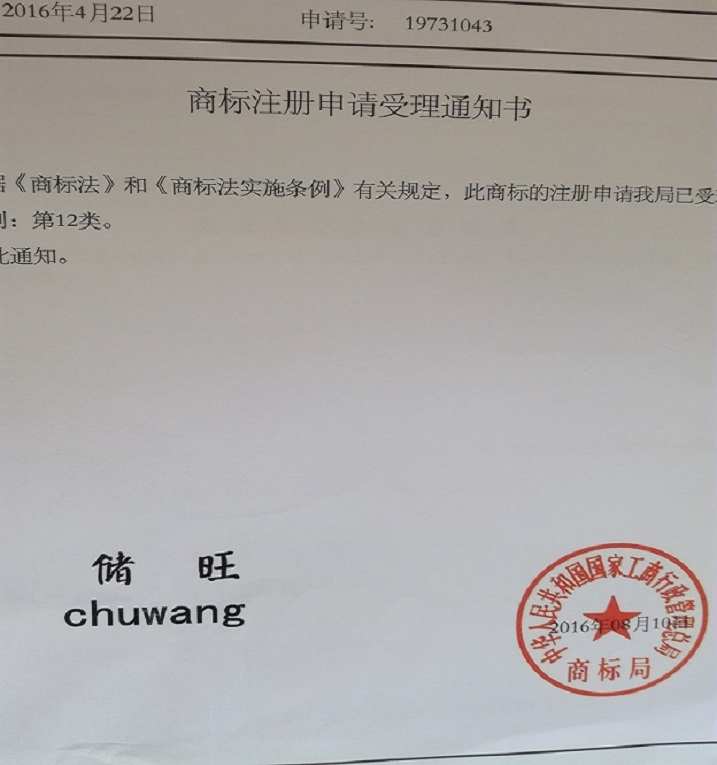 2016年4月22日 申请号: 19731043
商标注册申请受理通知书
《商标法》和《商标法实施条例》有关规定，此商标的注册申请我局已受
：第12类。
通知。
储 旺
chuwang
中华人民共和国国家工商行政管理总局
2016年08月10日
商标局